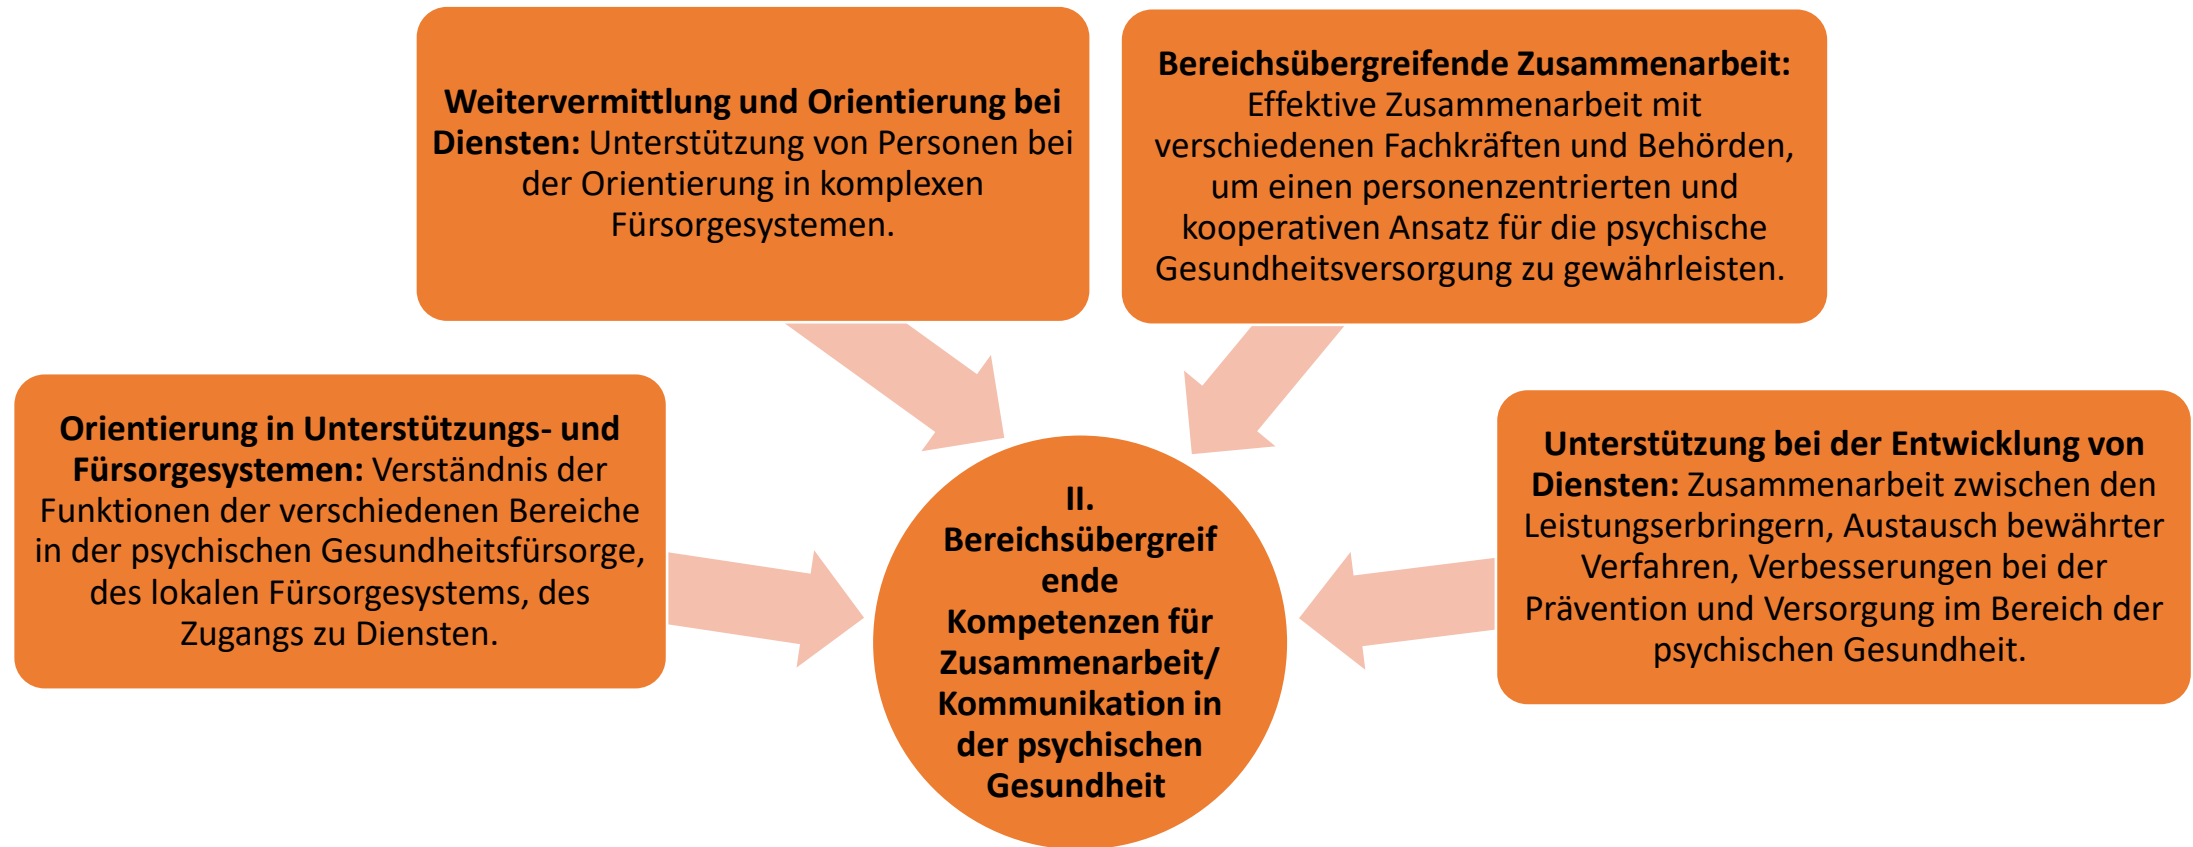 Weitervermittlung und Orientierung bei
Diensten: Unterstützung von Personen bei
der Orientierung in komplexen
Fürsorgesystemen.
Bereichsübergreifende Zusammenarbeit:
Effektive Zusammenarbeit mit
verschiedenen Fachkräften und Behörden,
um einen personenzentrierten und
kooperativen Ansatz für die psychische
Gesundheitsversorgung zu gewährleisten.
Orientierung in Unterstützungs- und
Fürsorgesystemen: Verständnis der
Funktionen der verschiedenen Bereiche
in der psychischen Gesundheitsfürsorge,
des lokalen Fürsorgesystems, des
Zugangs zu Diensten.
Unterstützung bei der Entwicklung von
Diensten: Zusammenarbeit zwischen den
Leistungserbringern, Austausch bewährter
Verfahren, Verbesserungen bei der
Prävention und Versorgung im Bereich der
psychischen Gesundheit.
II.
Bereichsübergreif
ende
Kompetenzen für
Zusammenarbeit/
Kommunikation in
der psychischen
Gesundheit